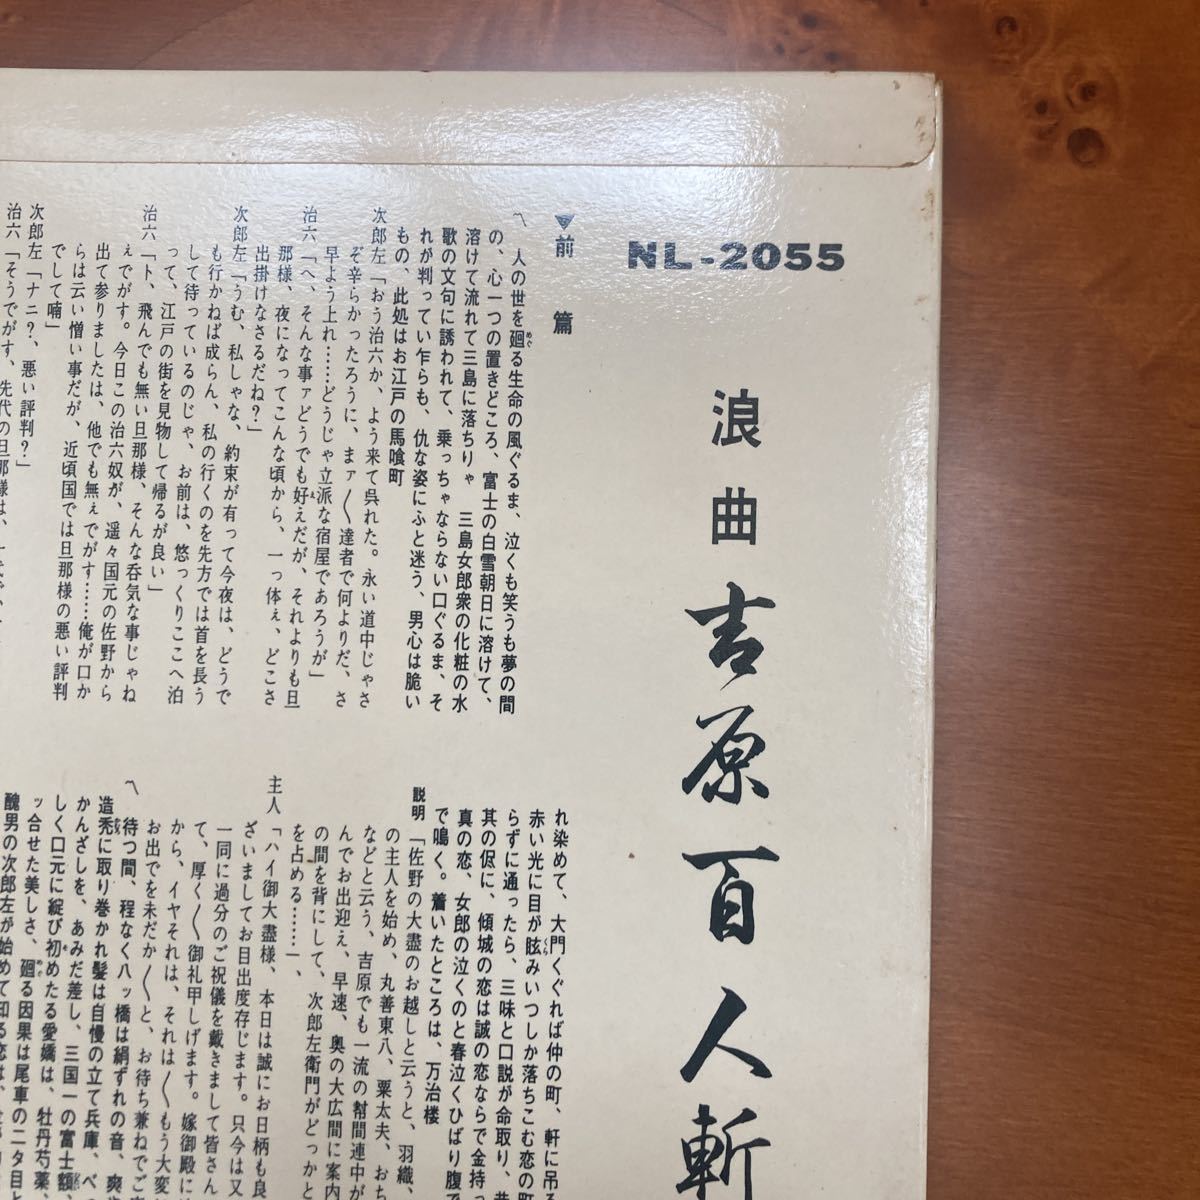 NL-2055
浪曲 吉原百人斬
▼前篇
〽人の世を廻る生命の風ぐるま、泣くも笑うも夢の間
の、心一つの置きどころ、富士の白雪朝日に溶けて、
溶けて流れて三島に落ちりゃ 三島女郎衆の化粧の水
歌の文句に誘われて、乗っちゃならない口ぐるま、そ
れが判ってい乍らも、仇な姿にふと迷う、男心は脆い
もの、此処はお江戸の馬喰町
次郎左「おう治六か、よう来て呉れた。永い道中じゃさ
ぞ辛らかったろうに、まァ〱達者で何よりだ、さ
早よう上れ……どうじゃ立派な宿屋であろうが」
治六「へ、そんな事ァどうでも好えだが、それよりも旦
那様、夜になってこんな頃から、一っ体ぇ、どこさ
出掛けなさるだね？」
次郎左「うむ、私しゃな、約束が有って今夜は、どうで
も行かねば成らん、私の行くのを先方では首を長う
して待っているのじゃ、お前は、悠っくりここへ泊
って、江戸の街を見物して帰るが良い」
治六「ト、飛んでも無い旦那様、そんな呑気な事じゃね
ぇでがす。今日この治六奴が、遥々国元の佐野から
出て参りましたは、他でも無ぇでがす……俺が口か
らは云い憎い事だが、近頃国では旦那様の悪い評判
でして喃」
次郎左「ナニ？、悪い評判？」
治六「そうでがす、先代の旦那様は、一代で
れ染めて、大門くぐれば仲の町、軒に吊る
赤い光に目が眩みいつしか落ちこむ恋の町
らずに通ったら、三味と口説が命取り、昔
其の侭に、傾城の恋は誠の恋ならで金持っ
真の恋、女郎の泣くのと春泣くひばり腹で
で鳴く。着いたところは、万治楼
説明「佐野の大盡のお越しと云うと、羽織、
の主人を始め、丸善東八、粟太夫、おち
などと云う、吉原でも一流の幇間連中が
んでお出迎え、早速、奥の大広間に案内
の間を背にして、次郎左衛門がどっかと
を占める……
主人「ハイ御大盡様、本日は誠にお日柄も良
ざいましてお目出度存じます。只今は又
一同に過分のご祝儀を戴きまして皆さん
て、厚く〱御礼申しげます。嫁御殿に
から、イヤそれは、それは〱もう大変
お出でを未だか〱と、お待ち兼ねでご
〽待つ間、程なく八ッ橋は絹ずれの音、爽
造禿に取り巻かれ髪は自慢の立て兵庫、べっ
かんざしを、あみだ差し、三国一の富士額、
しく口元に綻び初めたる愛嬌は、牡丹芍薬、
ッ合せた美しさ、廻る因果は尾車の二タ目と
醜男の次郎左が始めて知る恋は、